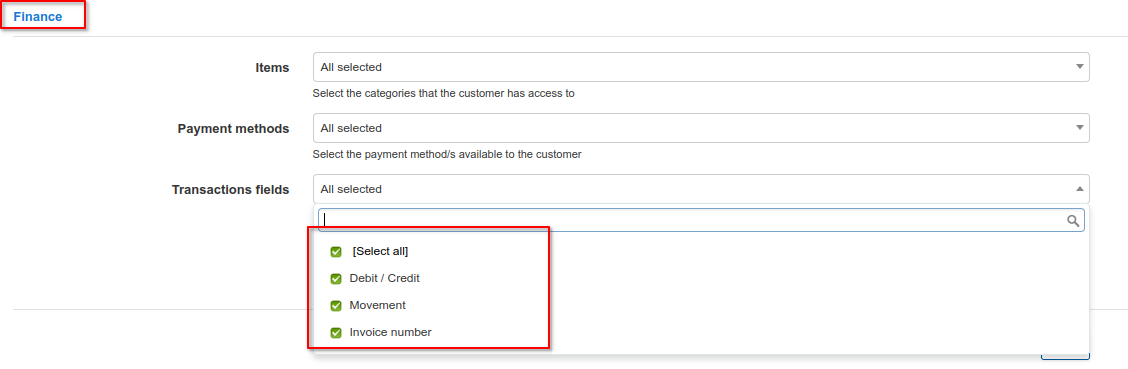 Finance
Items
All selected
Select the categories that the customer has access to
Payment methods
All selected
Select the payment method/s available to the customer
Transactions fields
All selected
[Select all]
Debit / Credit
Movement
Invoice number